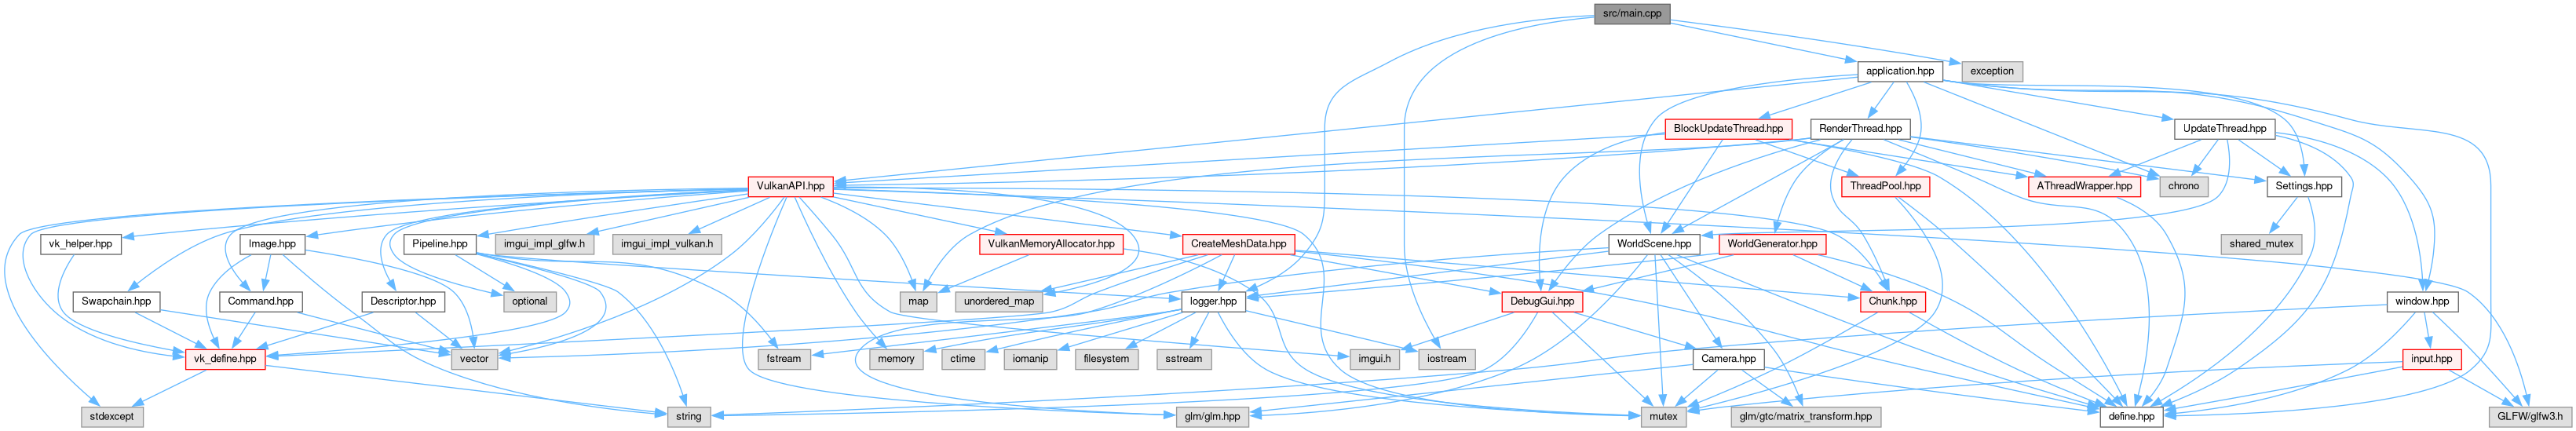 src/main.cpp
application.hpp
exception
BlockUpdateThread.hpp
RenderThread.hpp
UpdateThread.hpp
VulkanAPI.hpp
ThreadPool.hpp
AThreadWrapper.hpp
chrono
Settings.hpp
vk_helper.hpp
Image.hpp
Pipeline.hpp
imgui_impl_glfw.h
imgui_impl_vulkan.h
VulkanMemoryAllocator.hpp
CreateMeshData.hpp
WorldScene.hpp
WorldGenerator.hpp
shared_mutex
Swapchain.hpp
Command.hpp
Descriptor.hpp
optional
map
unordered_map
logger.hpp
DebugGui.hpp
Chunk.hpp
window.hpp
vk_define.hpp
vector
fstream
memory
ctime
iomanip
filesystem
sstream
imgui.h
iostream
Camera.hpp
input.hpp
stdexcept
string
glm/glm.hpp
mutex
glm/gtc/matrix_transform.hpp
define.hpp
GLFW/glfw3.h